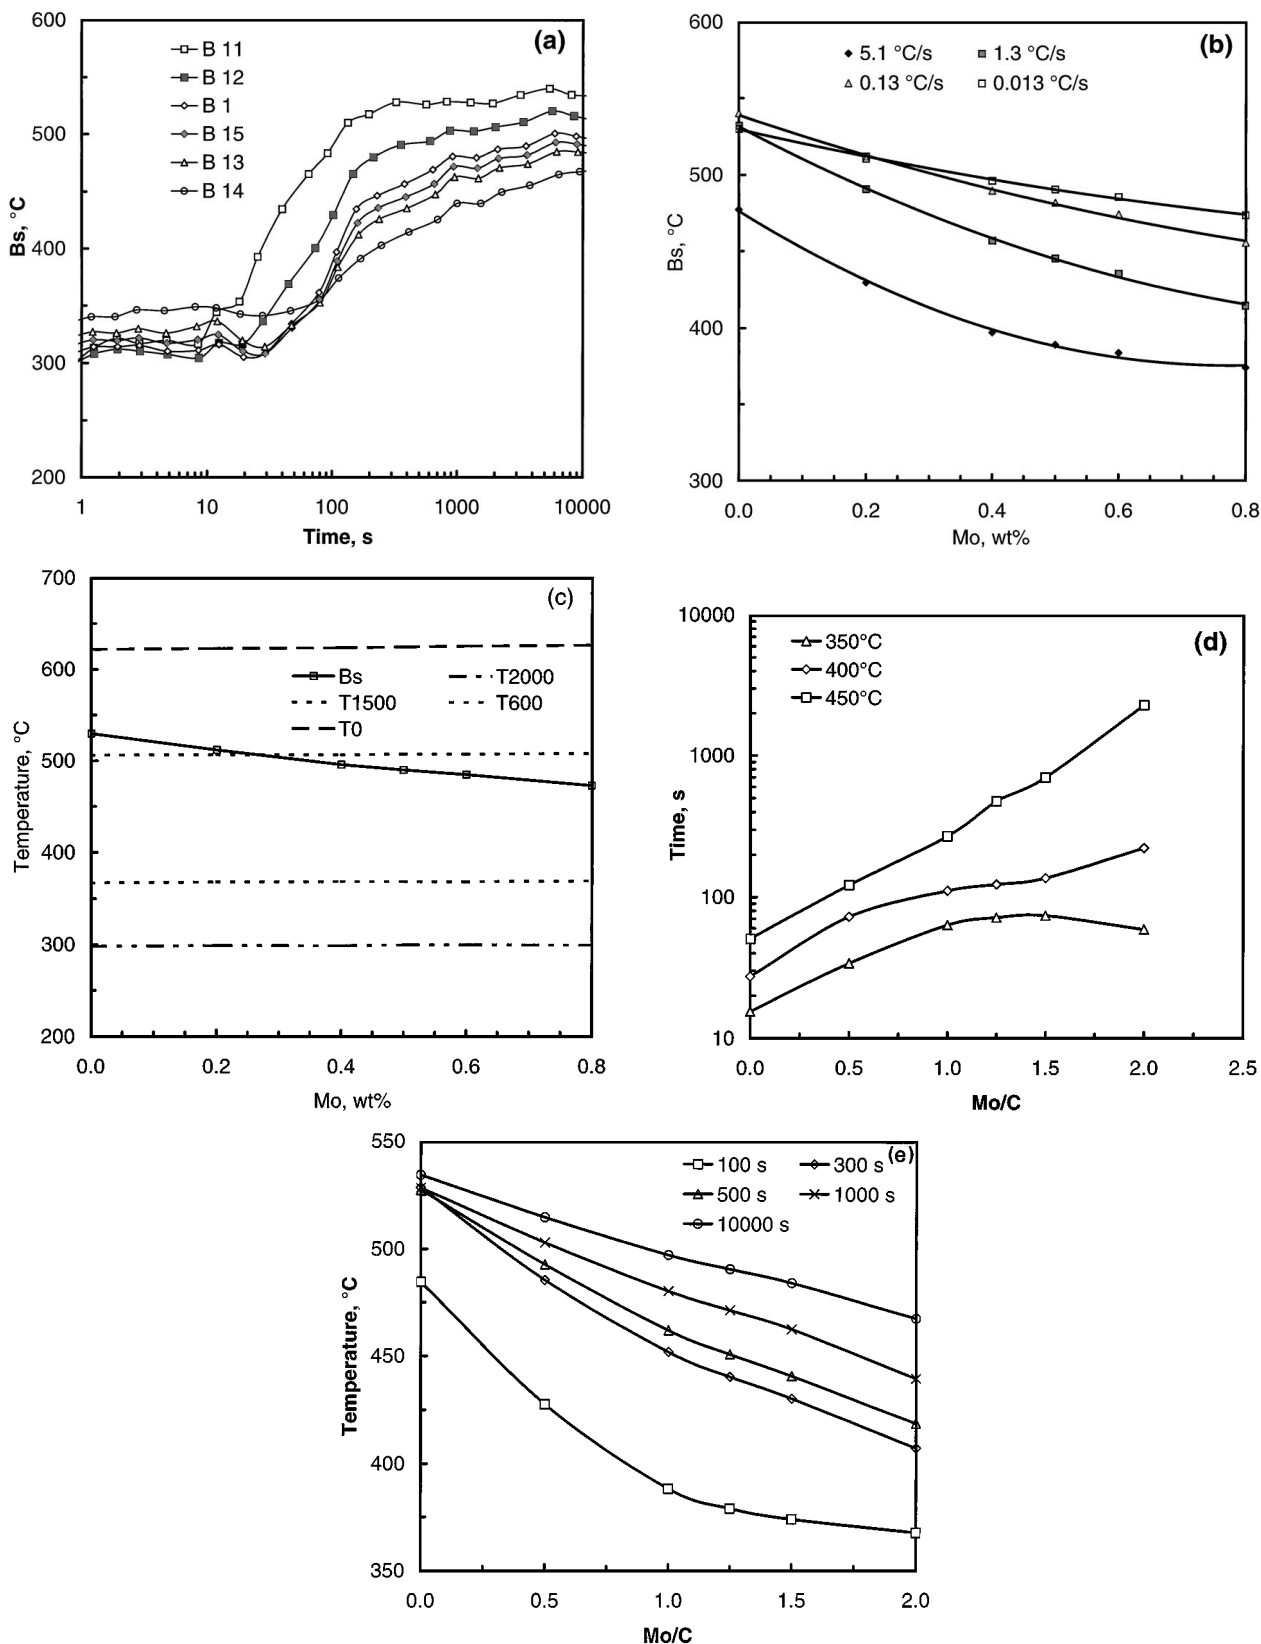 (a)
600
500
400
300
200
Bs, °C
B 11
B 12
B 1
B 15
B 13
B 14
1 10 100 1000 10000
Time, s
(b)
600
500
400
300
Bs, °C
5.1 °C/s 1.3 °C/s
0.13 °C/s 0.013 °C/s
0.0 0.2 0.4 0.6 0.8
Mo, wt%
(c)
700
600
500
400
300
200
Temperature, °C
Bs T2000
T1500 T600
T0
0.0 0.2 0.4 0.6 0.8
Mo, wt%
(d)
10000
1000
100
10
Time, s
350°C
400°C
450°C
0.0 0.5 1.0 1.5 2.0 2.5
Mo/C
(e)
550
500
450
400
350
Temperature, °C
100 s 300 s
500 s 1000 s
10000 s
0.0 0.5 1.0 1.5 2.0
Mo/C